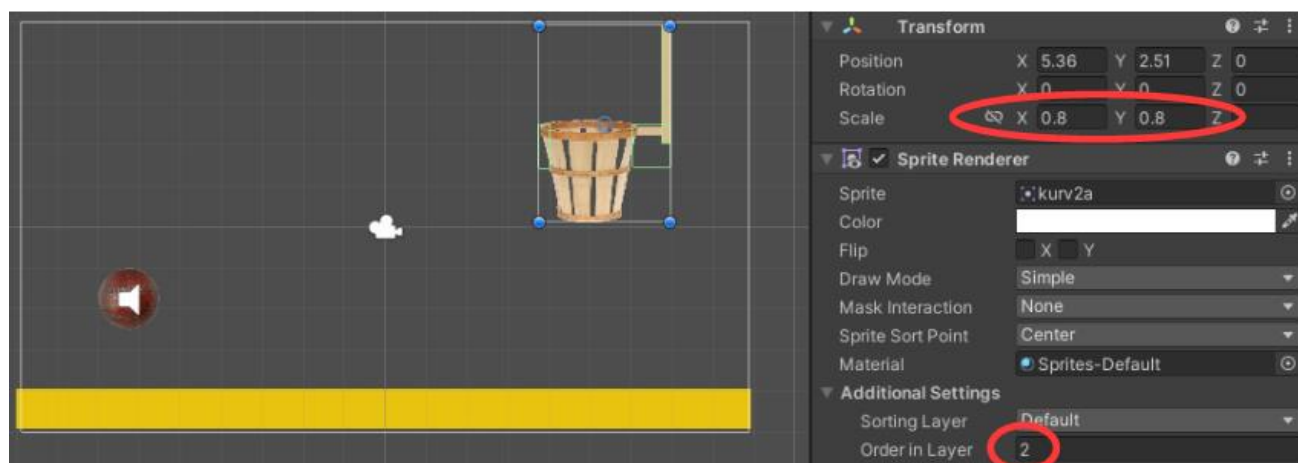 Transform
Position X 5.36 Y 2.51 Z 0
Rotation X 0 Y 0 Z 0
Scale X 0.8 Y 0.8 Z
Sprite Renderer
Sprite kurv2a
Color
Flip X Y
Draw Mode Simple
Mask Interaction None
Sprite Sort Point Center
Material Sprites-Default
Additional Settings
Sorting Layer Default
Order in Layer 2